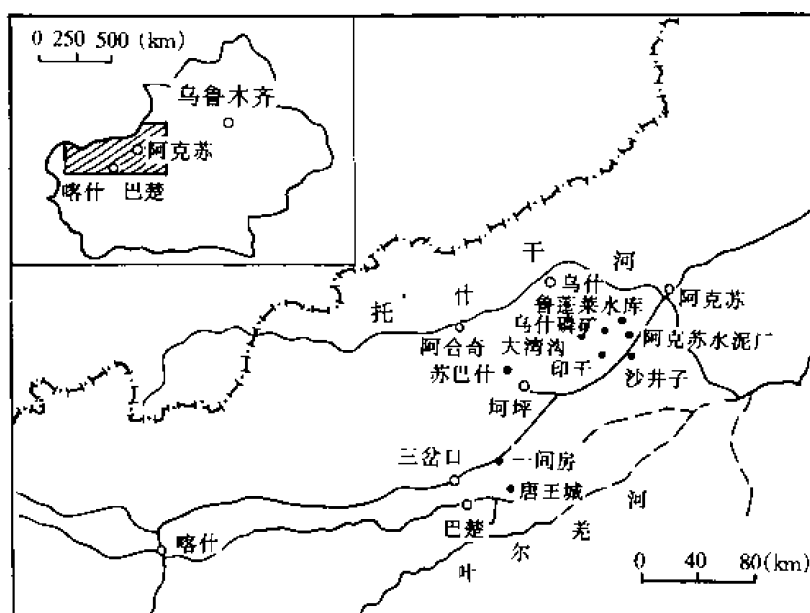 0 250 500 (km)
乌鲁木齐
阿克苏
喀什 巴楚
托什干河
乌什
阿克苏
鲁蓬莱水库
乌什磷矿
阿合奇
大湾沟
阿克苏水泥厂
苏巴什
印干
沙井子
坷坪
三岔口
一间房
唐王城
巴楚
喀什
叶尔羌河
0 40 80(km)